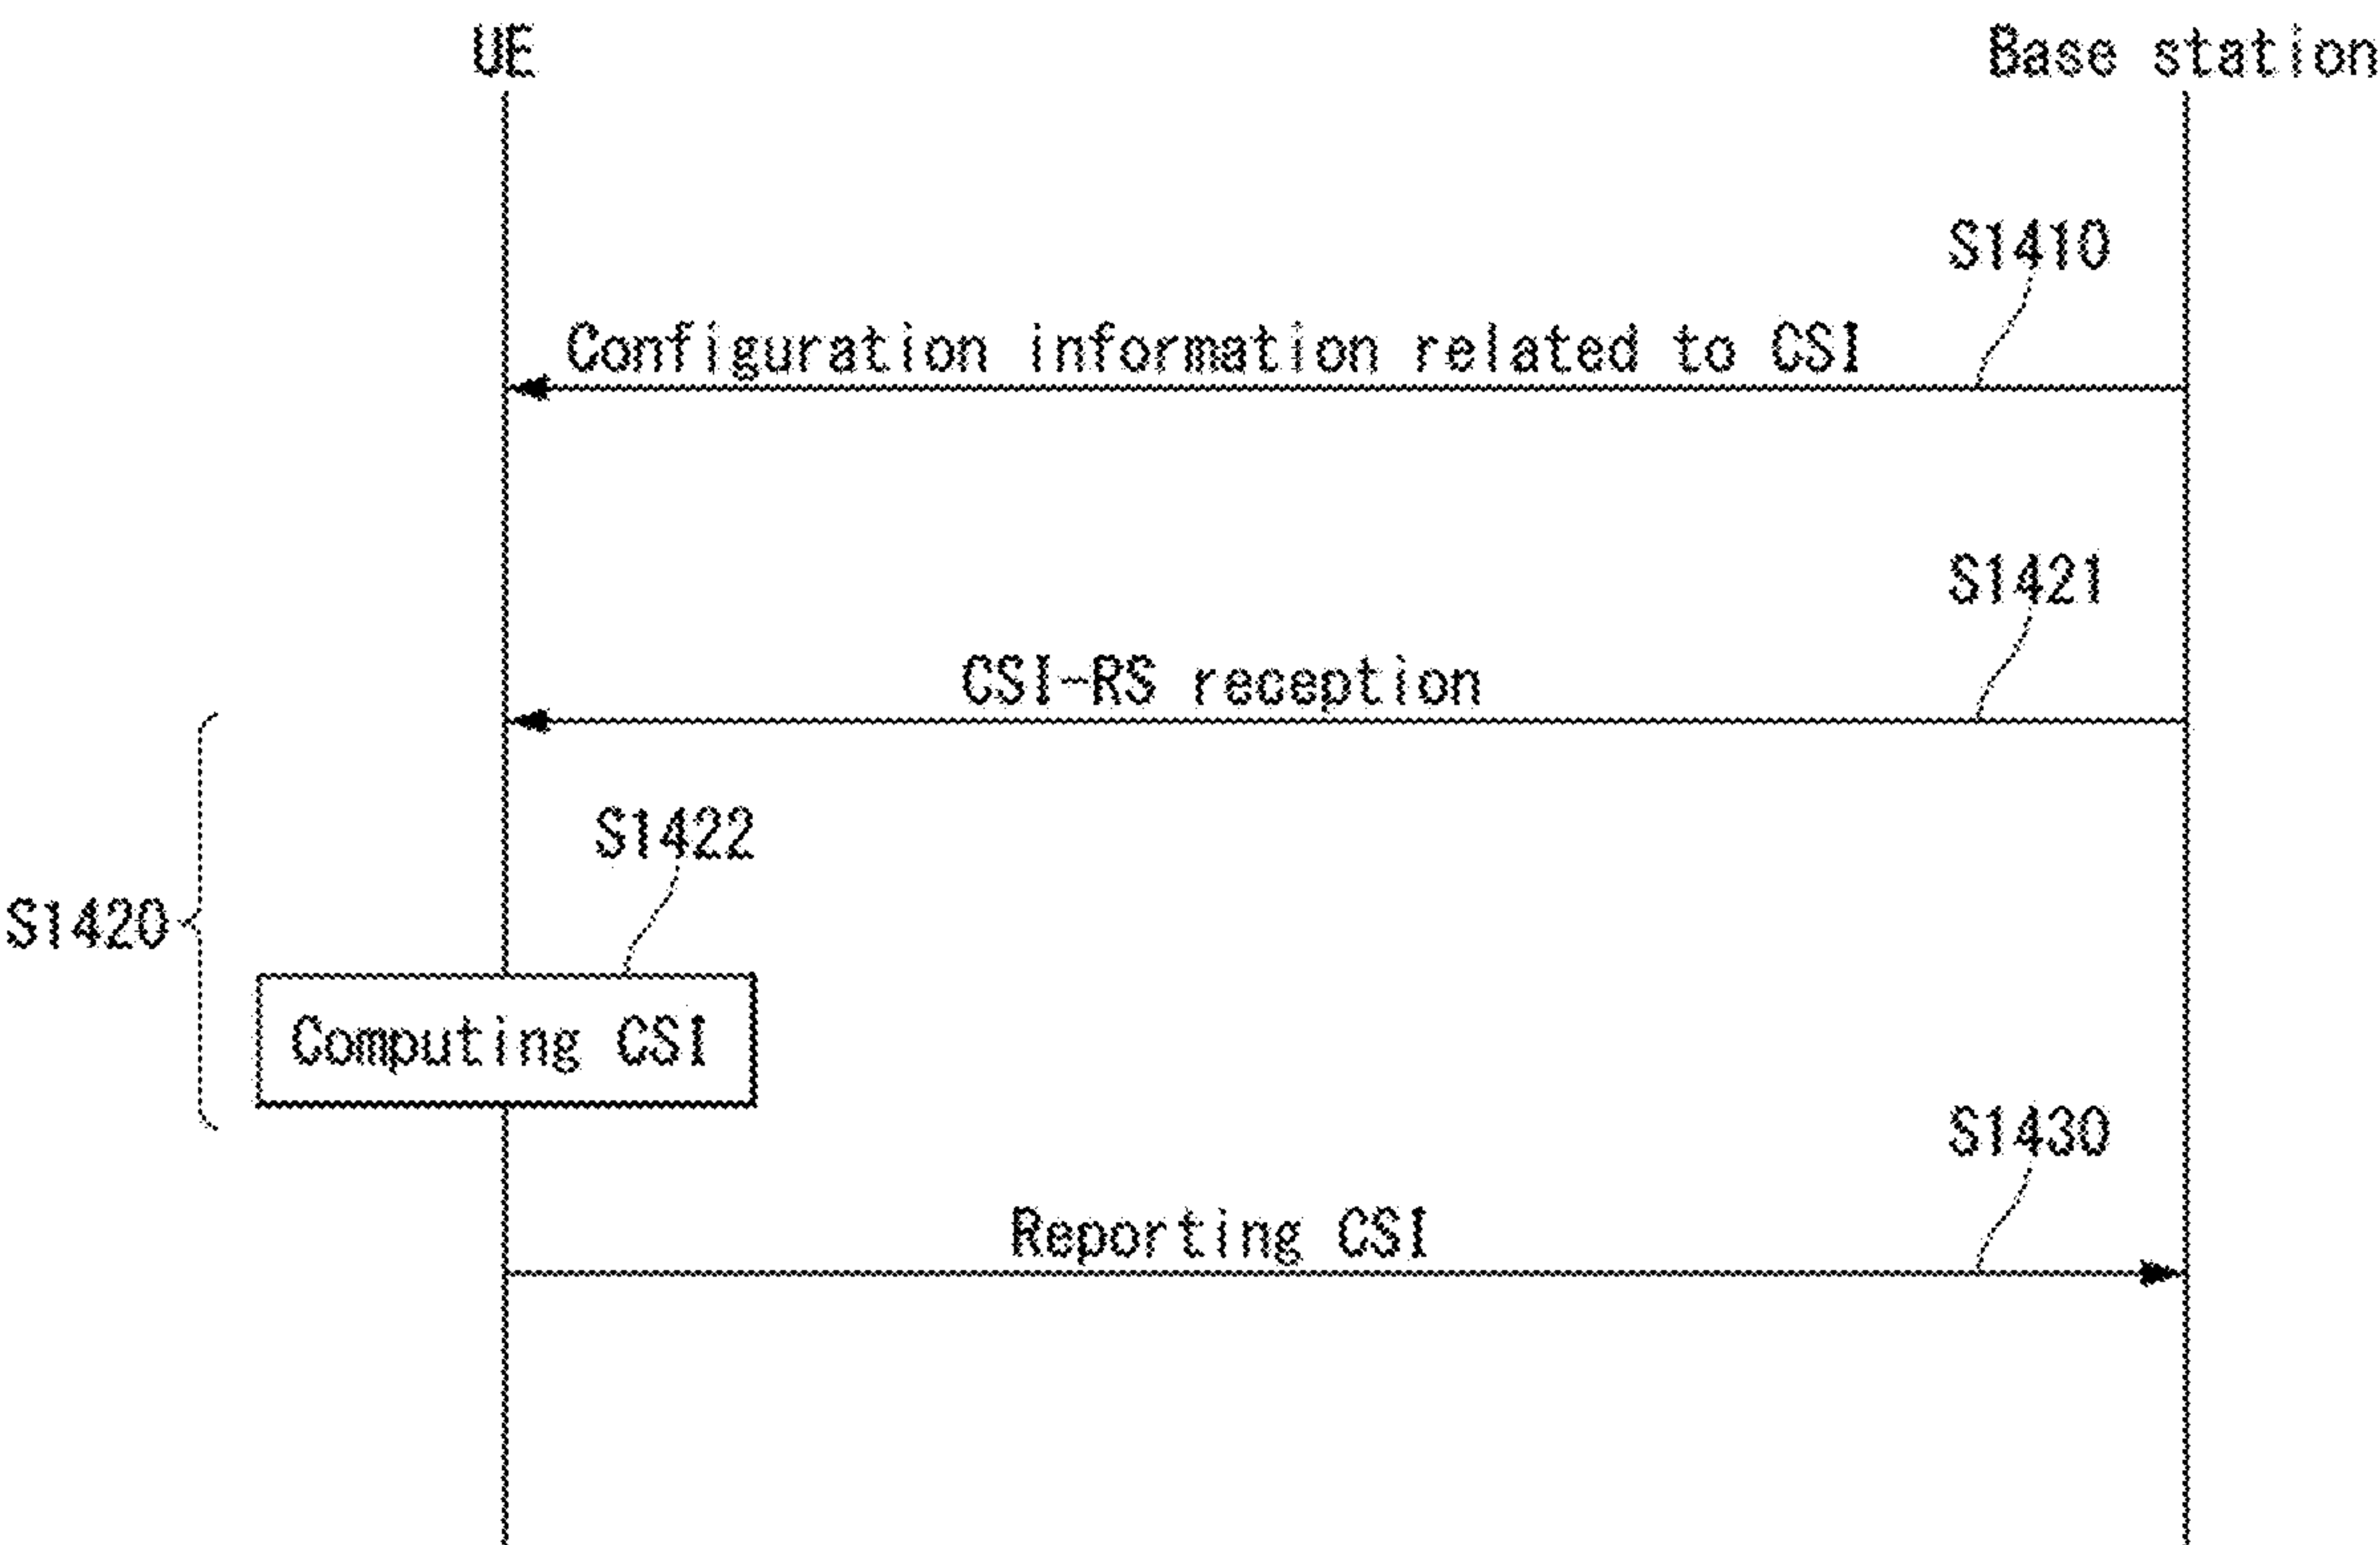 UE
Base station
S1410
Configuration information related to CSI
S1421
CSI-RS reception
S1422
S1420
Computing CSI
S1430
Reporting CSI